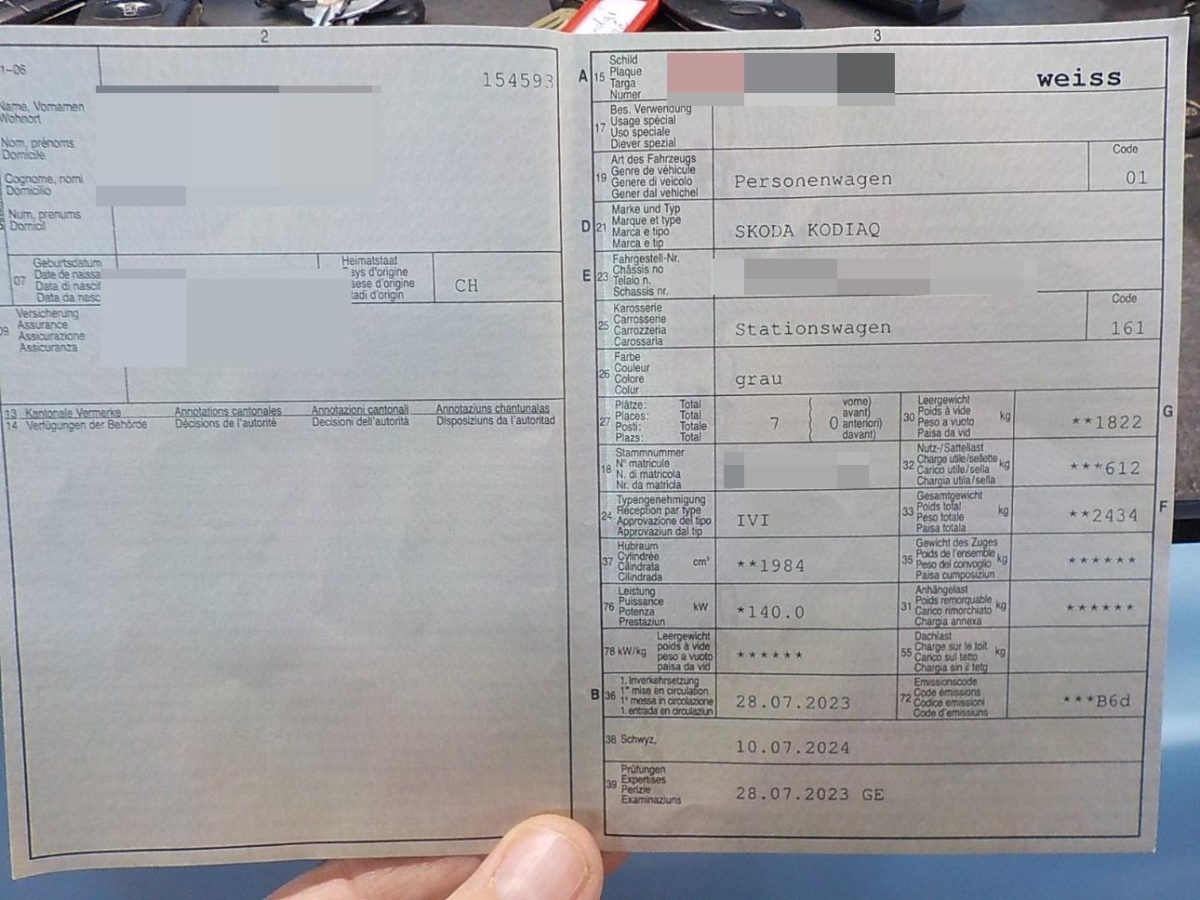 2
1-06
154593
Name, Vornamen
Wohnort
Nom, prénoms
Domicile
Cognome, nomi
Domicilio
Num, prenums
Domicil
07
Geburtsdatum
Date de naissa
Data di nascit
Data da nasc
Heimatstaat
Pays d'origine
Paese d'origine
Stadi d'origin
CH
09
Versicherung
Assurance
Assicurazione
Assicuranza
13 Kantonale Vermerke Annotations cantonales Annotazioni cantonali Annotaziuns chantunalas
14 Verfügungen der Behörde Décisions de l'autorité Decisioni dell'autorità Disposiziuns da l'autoritad
3
A 15
Schild
Plaque
Targa
Numer
weiss
17
Bes. Verwendung
Usage spécial
Uso speciale
Diever spezial
19
Art des Fahrzeugs
Genre de véhicule
Genere di veicolo
Gener dal vehichel
Personenwagen
Code
01
D 21
Marke und Typ
Marque et type
Marca e tipo
Marca e tip
SKODA KODIAQ
E 23
Fahrgestell-Nr.
Châssis no
Telaio n.
Schassis nr.
25
Karosserie
Carrosserie
Carrozzeria
Carossaria
Stationswagen
Code
161
26
Farbe
Couleur
Colore
Colur
grau
27
Plätze: Total
Places: Total
Posti: Totale
Plazs: Total
7
0
vorne)
avant)
anteriori)
davant)
30
Leergewicht
Poids à vide
Peso a vuoto
Paisa da vid
kg
**1822
G
18
Stammnummer
N° matricule
N. di matricola
Nr. da matricla
32
Nutz-/Sattellast
Charge utile/sellette
Carico utile/sella
Chargia utila/sella
kg
***612
24
Typengenehmigung
Réception par type
Approvazione del tipo
Approvaziun dal tip
IVI
33
Gesamtgewicht
Poids total
Peso totale
Paisa totala
kg
**2434
F
37
Hubraum
Cylindrée
Cilindrata
Cilindrada
cm³
**1984
35
Gewicht des Zuges
Poids de l'ensemble
Peso del convoglio
Paisa cumposiziun
kg
******
76
Leistung
Puissance
Potenza
Prestaziun
kW
*140.0
31
Anhängelast
Poids remorquable
Carico rimorchiato
Chargia annexa
kg
******
78 kW/kg
Leergewicht
poids à vide
peso a vuoto
paisa da vid
******
55
Dachlast
Charge sur le toit
Carico sul tetto
Chargia sin il tetg
kg
B 36
1. Inverkehrsetzung
1re mise en circulation
1a messa in circolazione
1. entrada en circulaziun
28.07.2023
72
Emissionscode
Code émissions
Codice emissioni
Code d'emissiuns
***B6d
38 Schwyz,
10.07.2024
39
Prüfungen
Expertises
Perizie
Examinaziuns
28.07.2023 GE